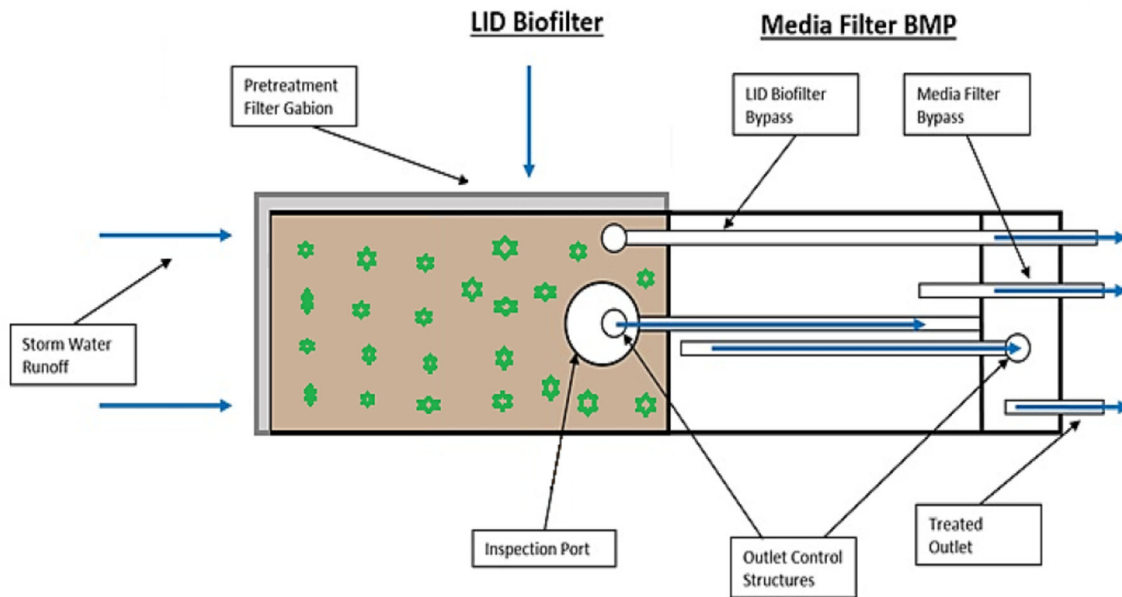 LID Biofilter
Media Filter BMP
Pretreatment
Filter Gabion
LID Biofilter
Bypass
Media Filter
Bypass
Storm Water
Runoff
Inspection Port
Outlet Control
Structures
Treated
Outlet